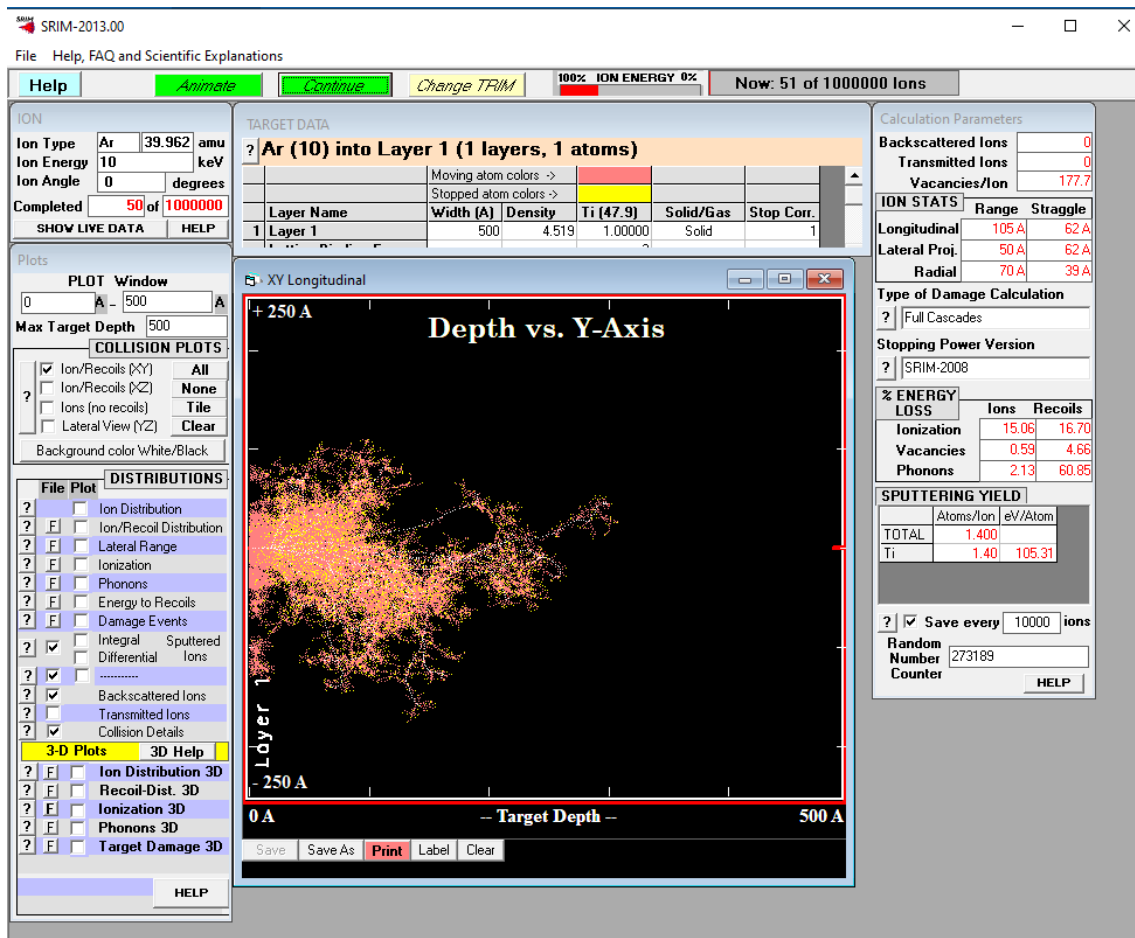 SRIM-2013.00
File Help, FAQ and Scientific Explanations
Help Animate Continue Change TRIM 100% ION ENERGY 0% Now: 51 of 1000000 Ions
ION
Ion Type Ar 39.962 amu
Ion Energy 10 keV
Ion Angle 0 degrees
Completed 50 of 1000000
SHOW LIVE DATA HELP
TARGET DATA
? Ar (10) into Layer 1 (1 layers, 1 atoms)
Moving atom colors ->
Stopped atom colors ->
Layer Name Width (A) Density Ti (47.9) Solid/Gas Stop Corr.
1 Layer 1 500 4.519 1.00000 Solid 1
Plots
PLOT Window
0 A - 500 A
Max Target Depth 500
COLLISION PLOTS
?
Ion/Recoils (XY) All
Ion/Recoils (XZ) None
Ions (no recoils) Tile
Lateral View (YZ) Clear
Background color White/Black
DISTRIBUTIONS
File Plot
? Ion Distribution
? F Ion/Recoil Distribution
? F Lateral Range
? F Ionization
? F Phonons
? F Energy to Recoils
? F Damage Events
? Integral Sputtered
Differential Ions
? -----------
? Backscattered Ions
? Transmitted Ions
? Collision Details
3-D Plots 3D Help
? F Ion Distribution 3D
? F Recoil-Dist. 3D
? F Ionization 3D
? F Phonons 3D
? F Target Damage 3D
HELP
XY Longitudinal
+ 250 A
Depth vs. Y-Axis
Layer 1
- 250 A
0 A -- Target Depth -- 500 A
Save Save As Print Label Clear
Calculation Parameters
Backscattered Ions 0
Transmitted Ions 0
Vacancies/Ion 177.7
ION STATS Range Straggle
Longitudinal 105 A 62 A
Lateral Proj. 50 A 62 A
Radial 70 A 39 A
Type of Damage Calculation
? Full Cascades
Stopping Power Version
? SRIM-2008
% ENERGY
LOSS Ions Recoils
Ionization 15.06 16.70
Vacancies 0.59 4.66
Phonons 2.13 60.85
SPUTTERING YIELD
Atoms/Ion eV/Atom
TOTAL 1.400
Ti 1.40 105.31
? Save every 10000 ions
Random
Number
Counter 273189
HELP